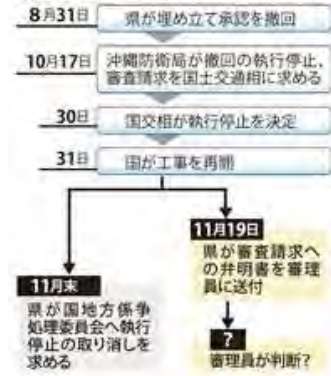 8月31日
県が埋め立て承認を撤回
10月17日
沖縄防衛局が撤回の執行停止、
審査請求を国土交通相に求める
30日
国交相が執行停止を決定
31日
国が工事を再開
11月19日
県が審査請求へ
の弁明書を審理
員に送付
11月末
県が国地方係争
処理委員会へ執行
停止の取り消しを
求める
?
審理員が判断?